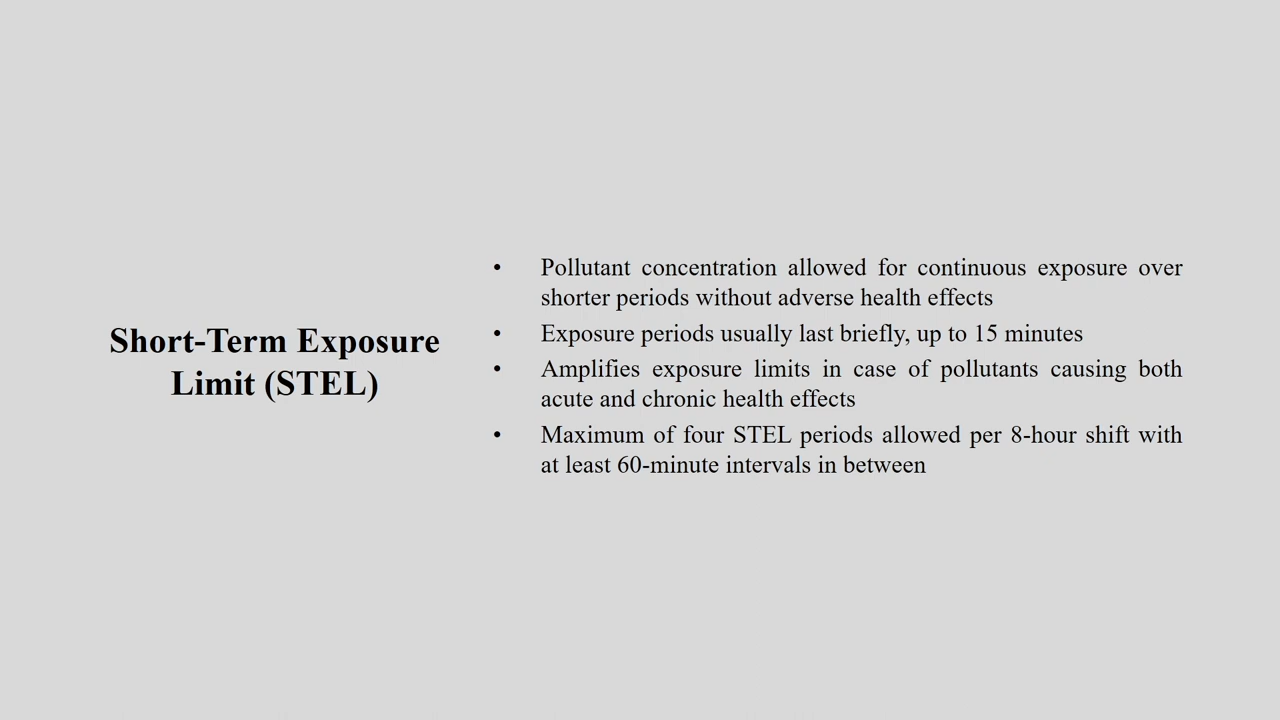 Short-Term Exposure
Limit (STEL)
• Pollutant concentration allowed for continuous exposure over
shorter periods without adverse health effects
• Exposure periods usually last briefly, up to 15 minutes
• Amplifies exposure limits in case of pollutants causing both
acute and chronic health effects
• Maximum of four STEL periods allowed per 8-hour shift with
at least 60-minute intervals in between